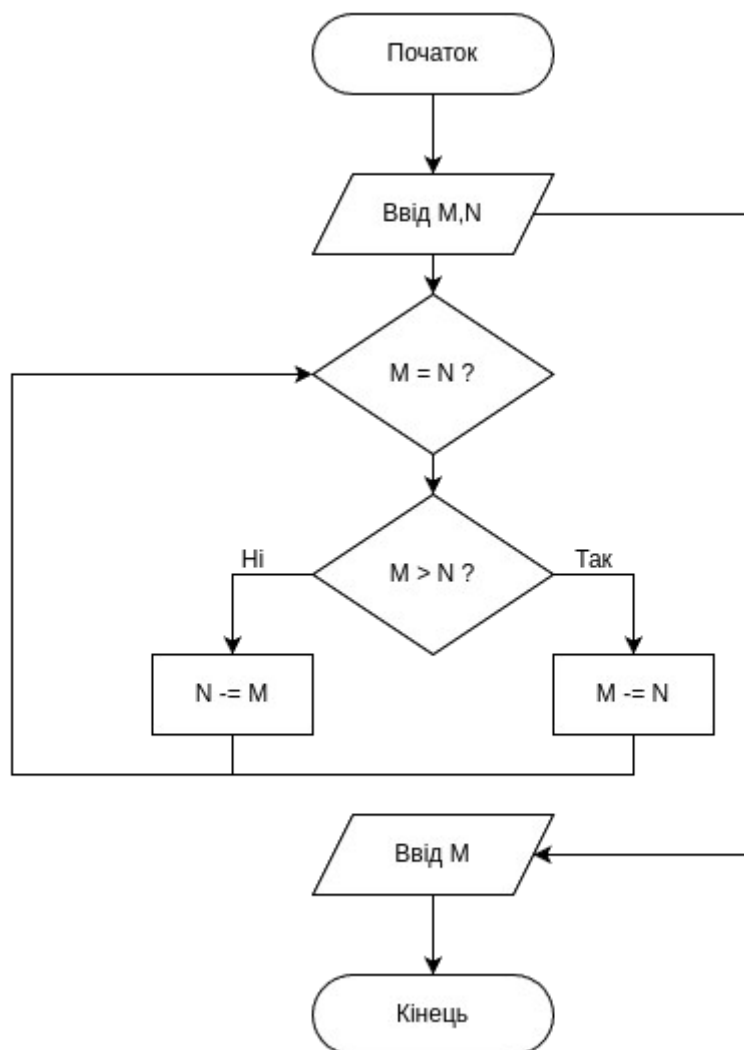 Початок
Ввід M,N
M = N ?
M > N ?
Ні
Так
N -= M
M -= N
Ввід M
Кінець